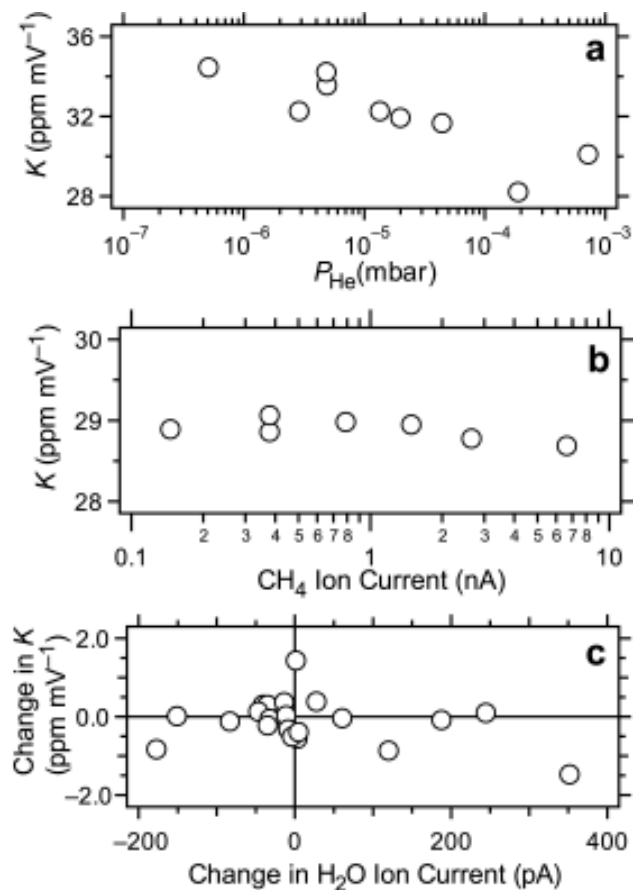 a
K (ppm mV⁻¹)
36
32
28
10⁻⁷ 10⁻⁶ 10⁻⁵ 10⁻⁴ 10⁻³
P_He(mbar)
b
K (ppm mV⁻¹)
30
29
28
2 3 4 5 6 7 8 2 3 4 5 6 7 8
0.1 1 10
CH₄ Ion Current (nA)
c
Change in K
(ppm mV⁻¹)
2.0
0.0
−2.0
−200 0 200 400
Change in H₂O Ion Current (pA)